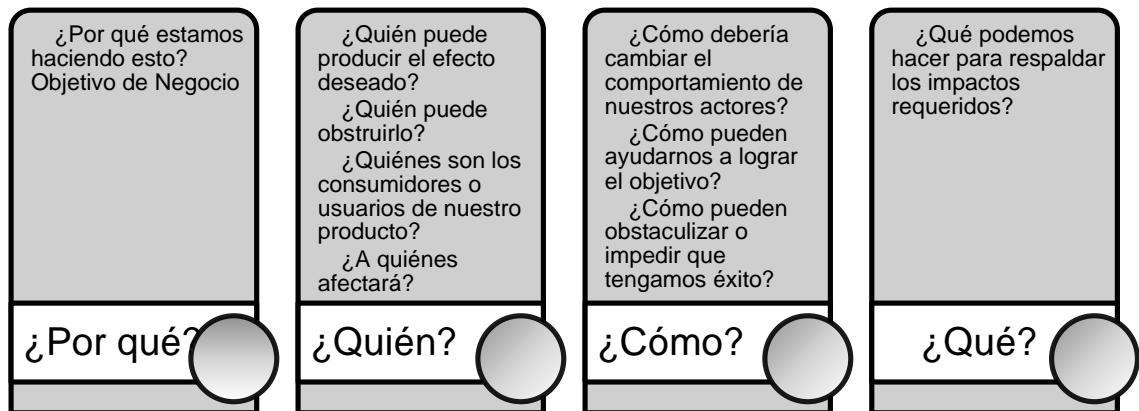 ¿Por qué estamos
haciendo esto?
Objetivo de Negocio
¿Por qué?
¿Quién puede
producir el efecto
deseado?
¿Quién puede
obstruirlo?
¿Quiénes son los
consumidores o
usuarios de nuestro
producto?
¿A quiénes
afectará?
¿Quién?
¿Cómo debería
cambiar el
comportamiento de
nuestros actores?
¿Cómo pueden
ayudarnos a lograr
el objetivo?
¿Cómo pueden
obstaculizar o
impedir que
tengamos éxito?
¿Cómo?
¿Qué podemos
hacer para respaldar
los impactos
requeridos?
¿Qué?